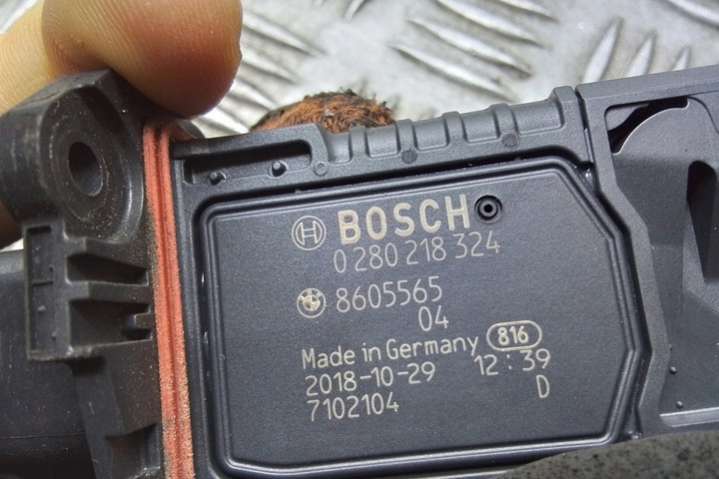 BOSCH
0 280 218 324
8605565
04
Made in Germany 816
2018-10-29 12:39
7102104 D